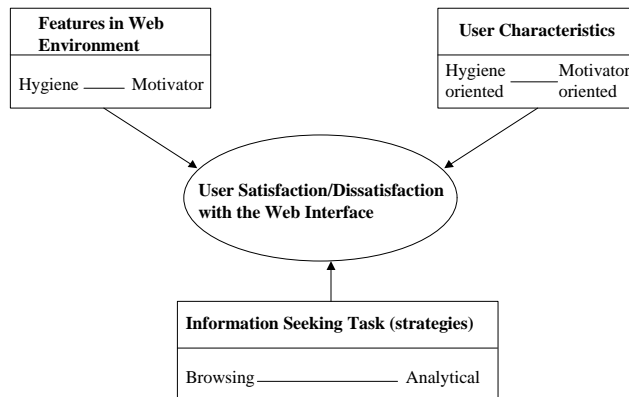 Features in Web
Environment
Hygiene Motivator
User Characteristics
Hygiene Motivator
oriented oriented
User Satisfaction/Dissatisfaction
with the Web Interface
Information Seeking Task (strategies)
Browsing Analytical